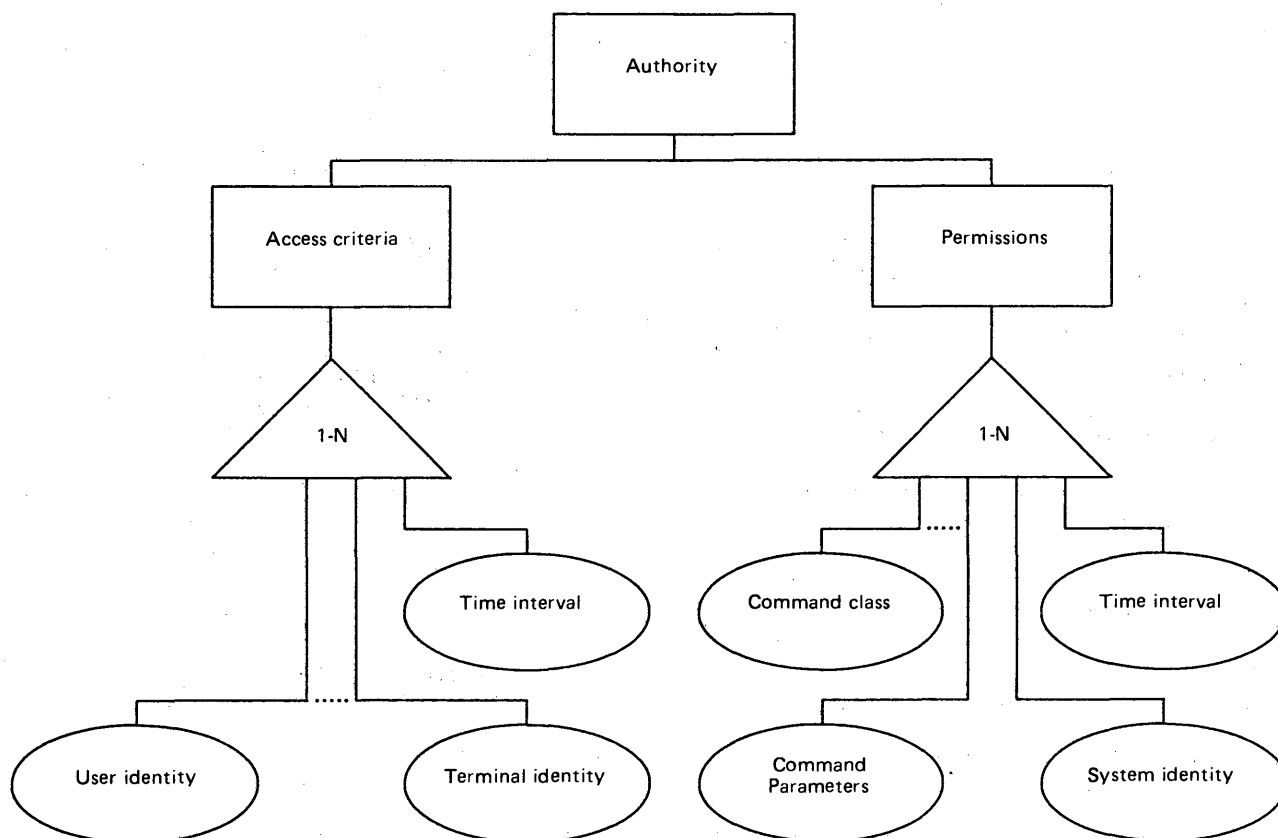 Authority
Access criteria
Permissions
1-N
1-N
Time interval
Command class
Time interval
User identity
Terminal identity
Command
Parameters
System identity